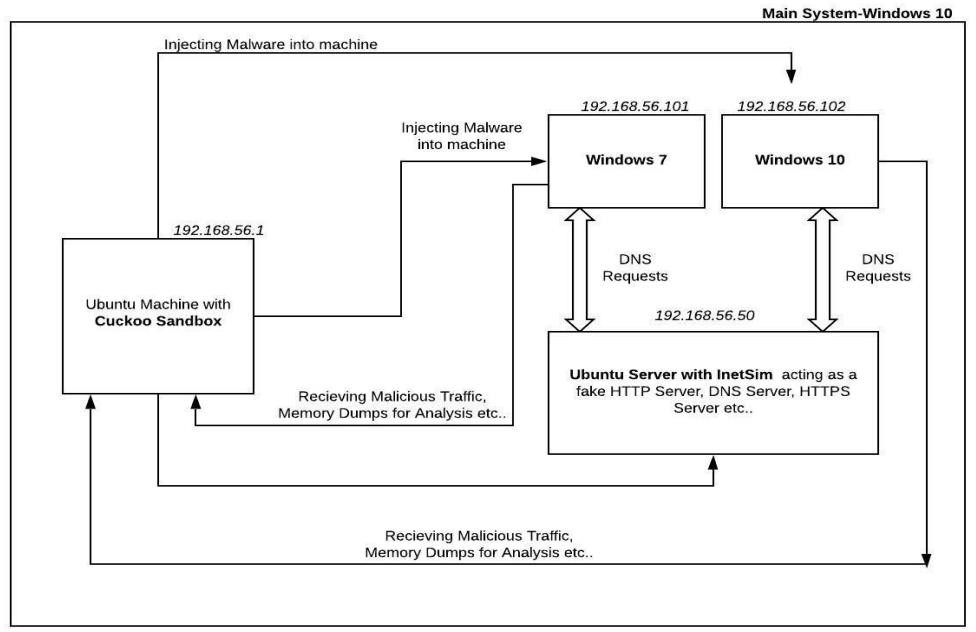 Main System-Windows 10
Injecting Malware into machine
192.168.56.101
192.168.56.102
Injecting Malware
into machine
Windows 7
Windows 10
192.168.56.1
DNS
Requests
DNS
Requests
Ubuntu Machine with
Cuckoo Sandbox
192.168.56.50
Ubuntu Server with InetSim acting as a
fake HTTP Server, DNS Server, HTTPS
Server etc..
Recieving Malicious Traffic,
Memory Dumps for Analysis etc..
Recieving Malicious Traffic,
Memory Dumps for Analysis etc..